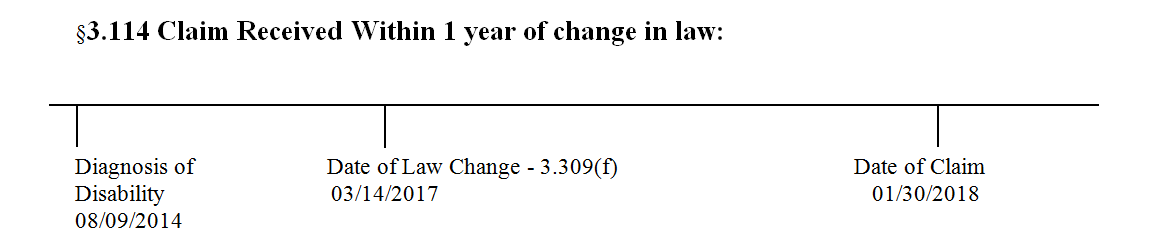 §3.114 Claim Received Within 1 year of change in law:
Diagnosis of
Disability
08/09/2014
Date of Law Change - 3.309(f)
03/14/2017
Date of Claim
01/30/2018